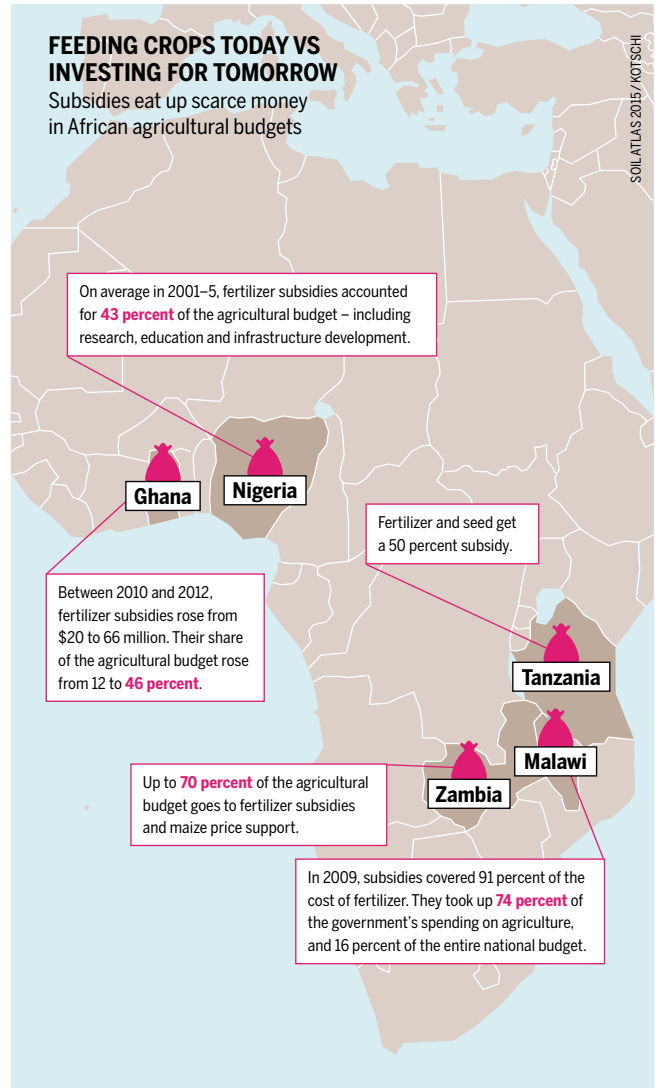 FEEDING CROPS TODAY VS
INVESTING FOR TOMORROW
Subsidies eat up scarce money
in African agricultural budgets
SOIL ATLAS 2015 / KOTSCHI
On average in 2001–5, fertilizer subsidies accounted
for 43 percent of the agricultural budget – including
research, education and infrastructure development.
Ghana
Nigeria
Fertilizer and seed get
a 50 percent subsidy.
Between 2010 and 2012,
fertilizer subsidies rose from
$20 to 66 million. Their share
of the agricultural budget rose
from 12 to 46 percent.
Tanzania
Malawi
Zambia
Up to 70 percent of the agricultural
budget goes to fertilizer subsidies
and maize price support.
In 2009, subsidies covered 91 percent of the
cost of fertilizer. They took up 74 percent of
the government’s spending on agriculture,
and 16 percent of the entire national budget.